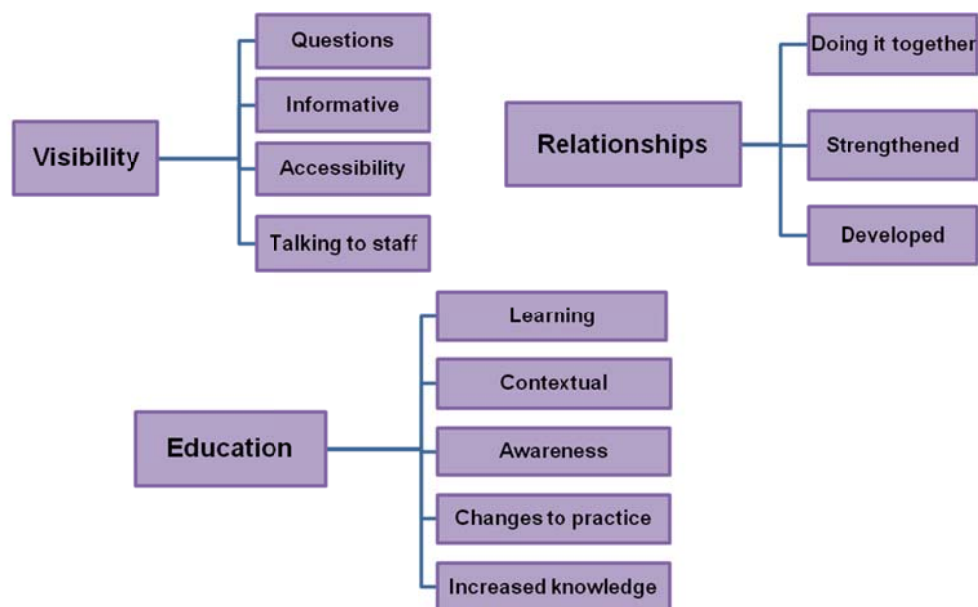 Visibility
Questions
Informative
Accessibility
Talking to staff
Relationships
Doing it together
Strengthened
Developed
Education
Learning
Contextual
Awareness
Changes to practice
Increased knowledge